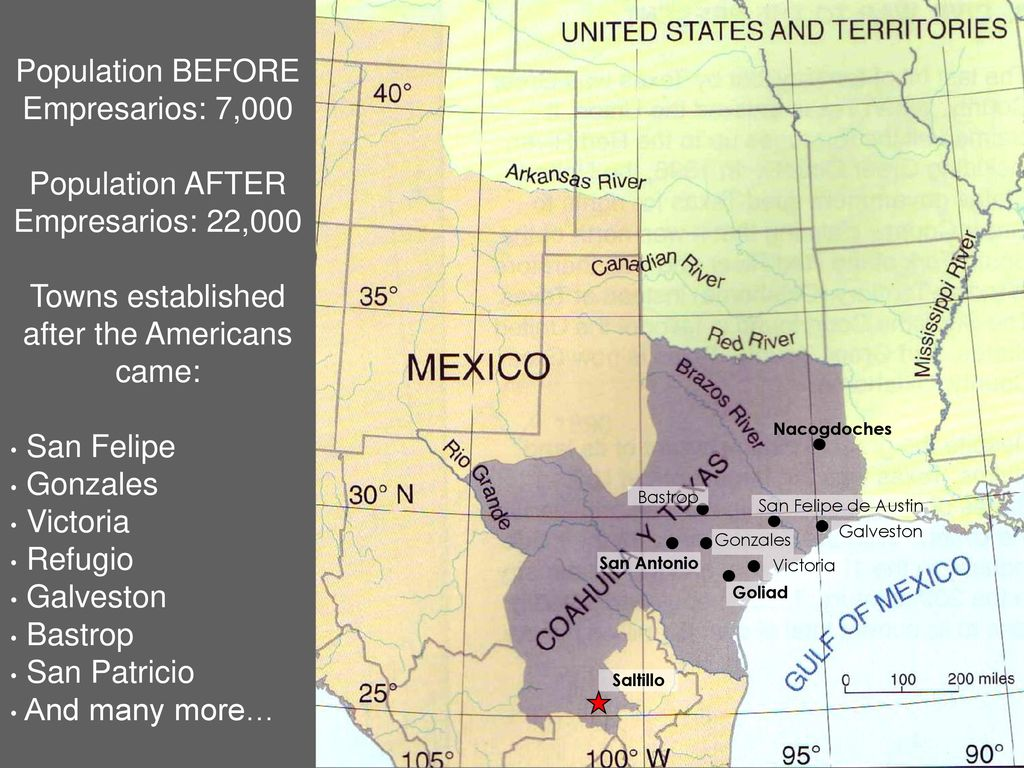 Population BEFORE
Empresarios: 7,000
Population AFTER
Empresarios: 22,000
Towns established
after the Americans
came:
• San Felipe
• Gonzales
• Victoria
• Refugio
• Galveston
• Bastrop
• San Patricio
• And many more…
UNITED STATES AND TERRITORIES
40°
Arkansas River
Canadian River
35°
Mississippi River
Red River
MEXICO
Brazos River
Nacogdoches
Rio Grande
30° N
Bastrop
San Felipe de Austin
Galveston
Gonzales
San Antonio
Victoria
Goliad
COAHUILA Y TEXAS
GULF OF MEXICO
Saltillo
25°
0 100 200 miles
105°
100° W
95°
90°